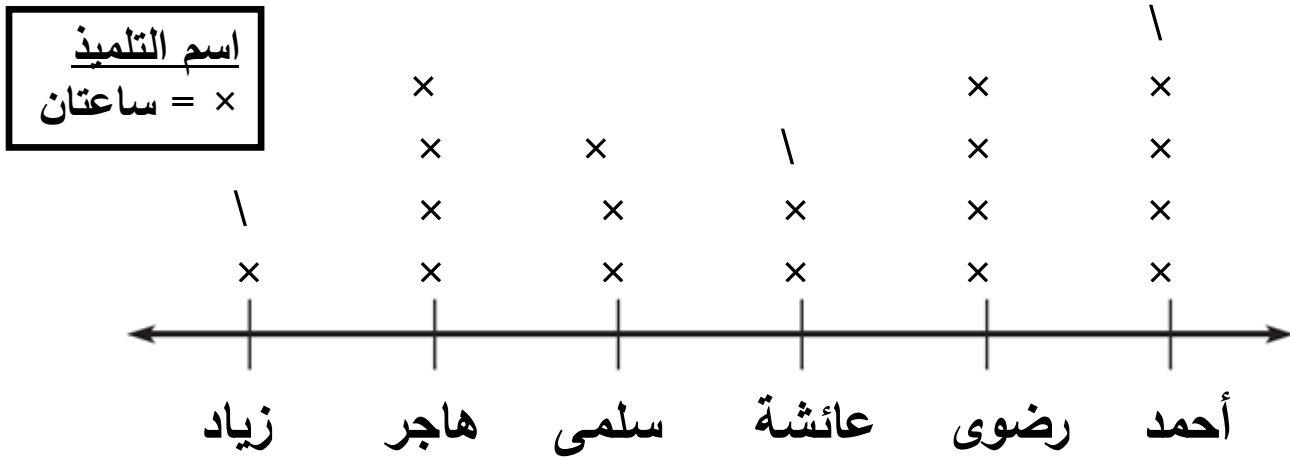 اسم التلميذ
× = ساعتان
\
× × ×
× × \ × ×
× × × × × \
× × × × × ×
أحمد رضوى عائشة سلمى هاجر زياد